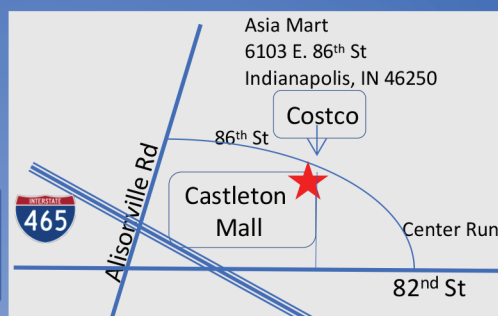 Asia Mart
6103 E. 86th St
Indianapolis, IN 46250
Costco
86th St
Alisonville Rd
Castleton
Mall
INTERSTATE
465
Center Run
82nd St